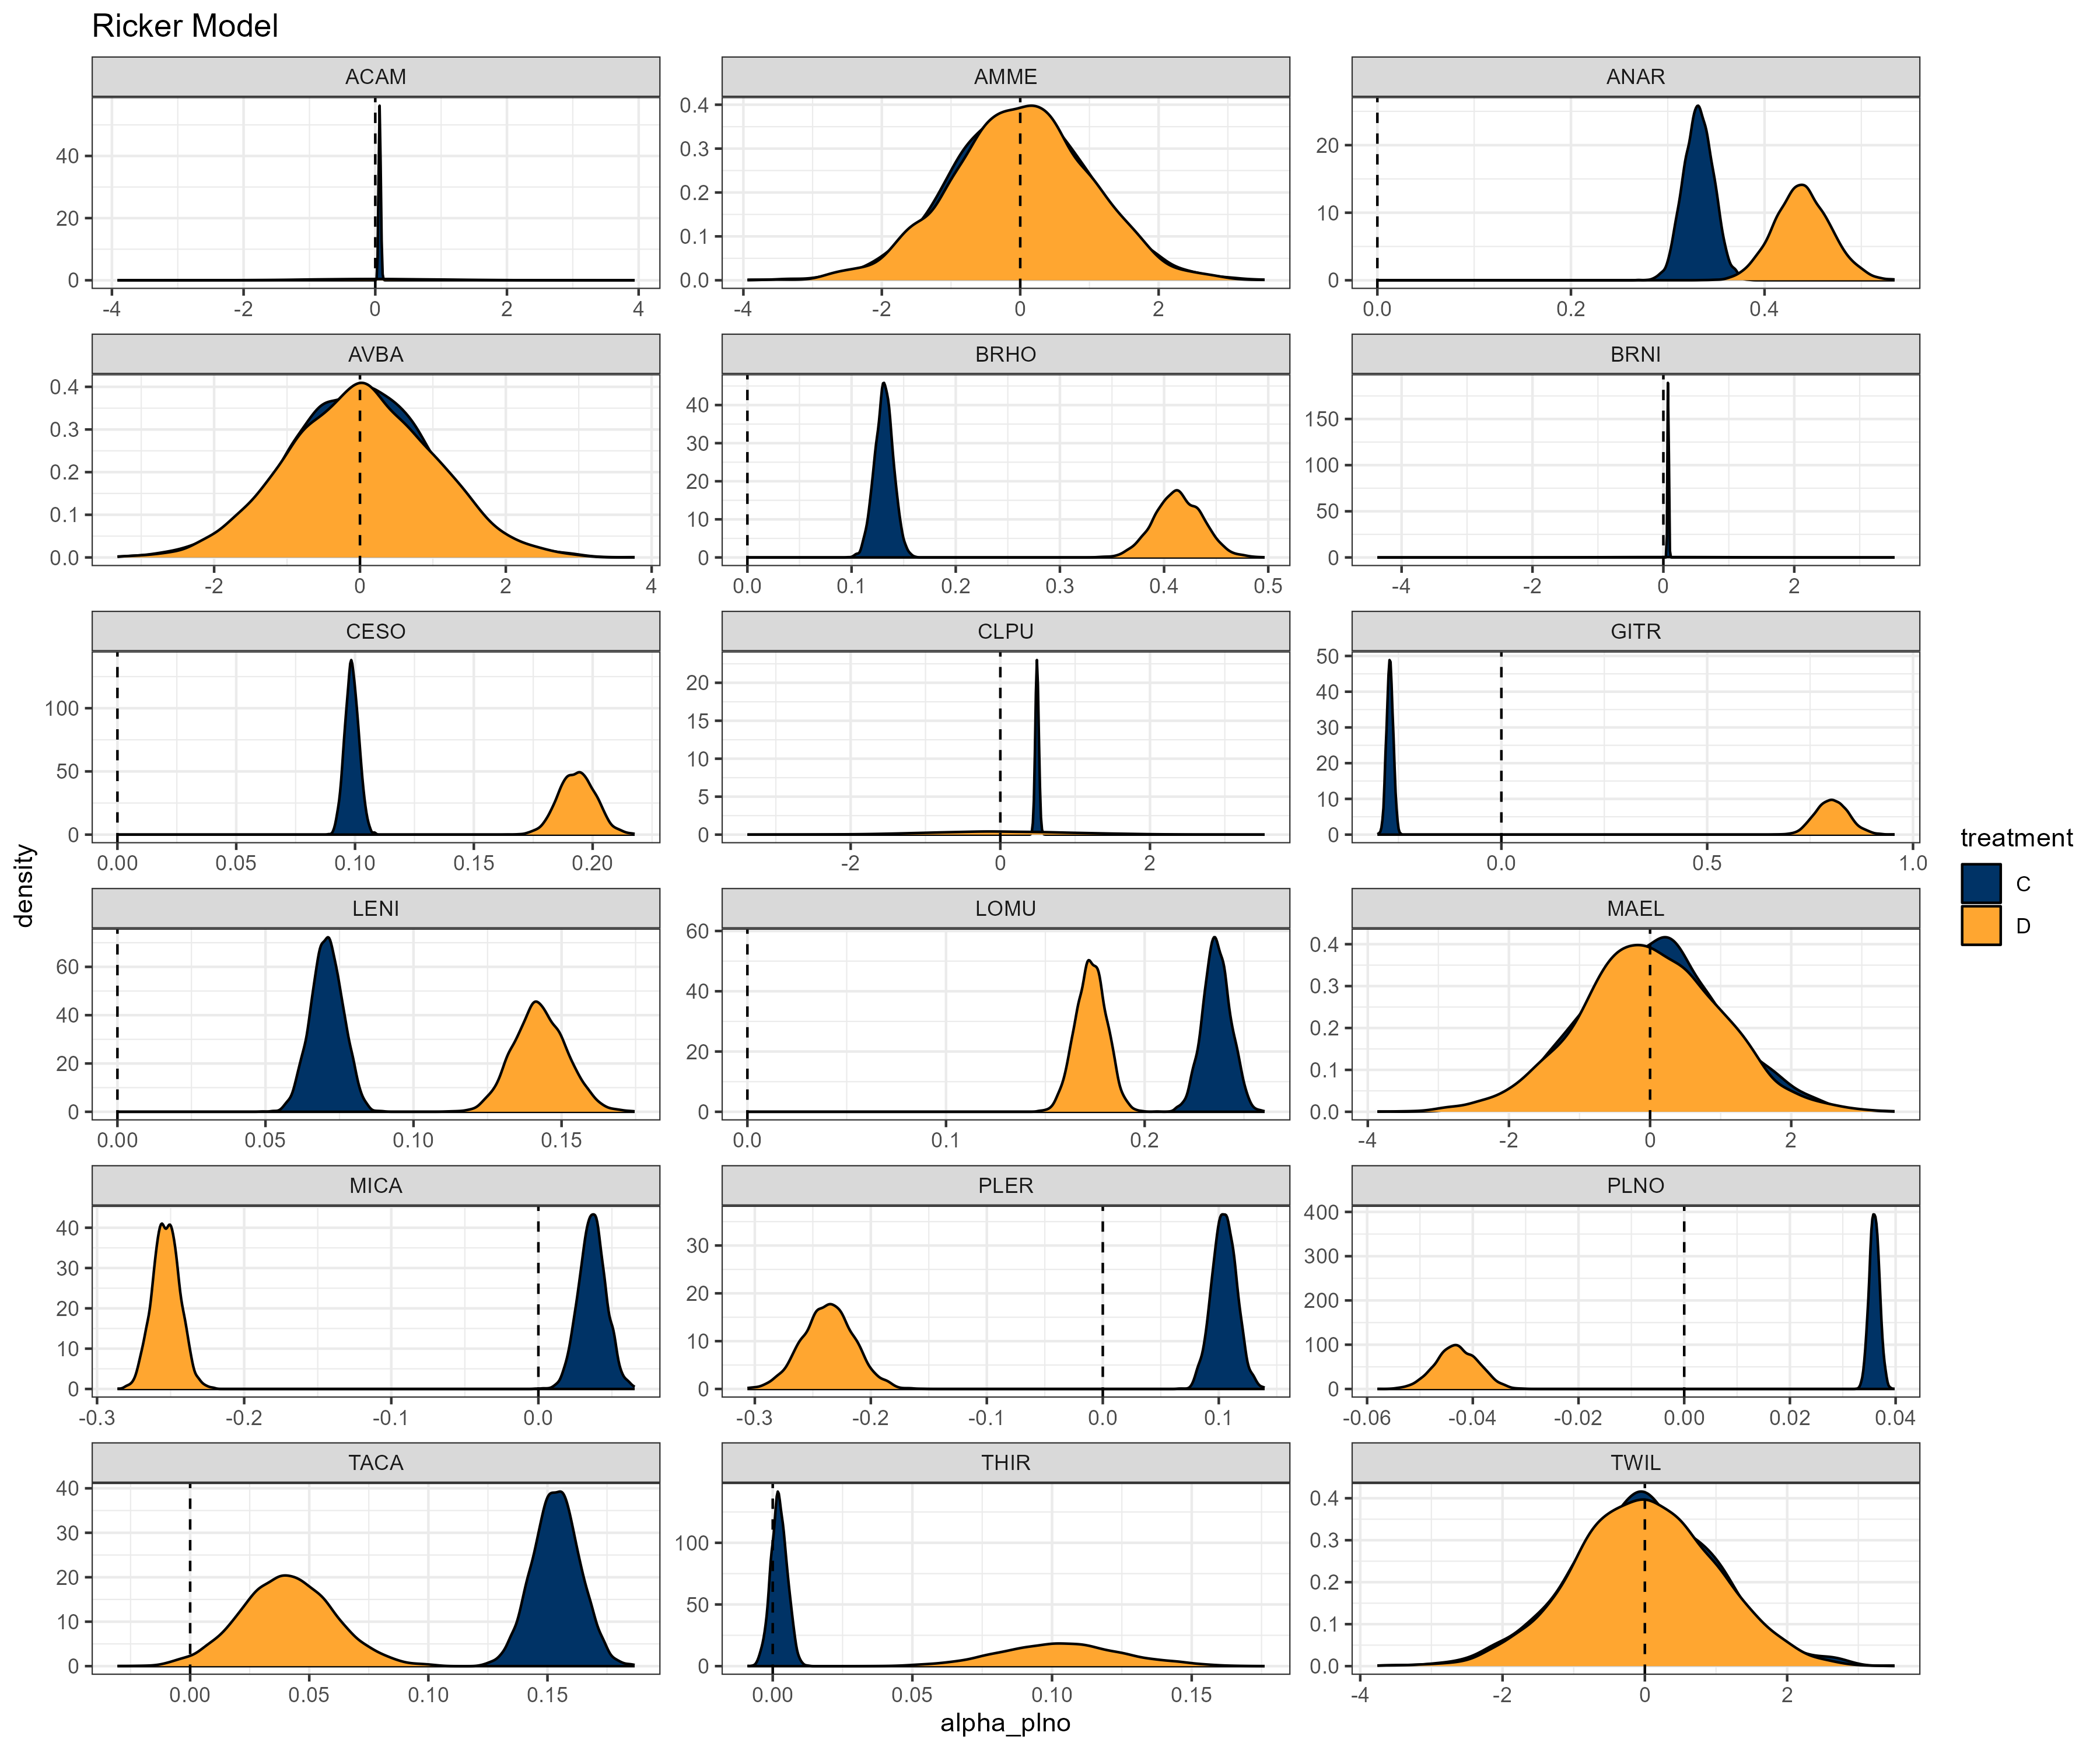 Ricker Model
ACAM AMME ANAR
40 20 0
-4 -2 0 2 4
0.4 0.3 0.2 0.1 0.0
-4 -2 0 2
20 10 0
0.0 0.2 0.4
AVBA BRHO BRNI
0.4 0.3 0.2 0.1 0.0
-2 0 2 4
40 30 20 10 0
0.0 0.1 0.2 0.3 0.4 0.5
150 100 50 0
-4 -2 0 2
CESO CLPU GITR
100 50 0
0.00 0.05 0.10 0.15 0.20
20 15 10 5 0
-2 0 2
50 40 30 20 10 0
0.0 0.5 1.0
LENI LOMU MAEL
60 40 20 0
0.00 0.05 0.10 0.15
60 40 20 0
0.0 0.1 0.2
0.4 0.3 0.2 0.1 0.0
-4 -2 0 2
MICA PLER PLNO
40 30 20 10 0
-0.3 -0.2 -0.1 0.0
30 20 10 0
-0.3 -0.2 -0.1 0.0 0.1
400 300 200 100 0
-0.06 -0.04 -0.02 0.00 0.02 0.04
TACA THIR TWIL
40 30 20 10 0
0.00 0.05 0.10 0.15
100 50 0
0.00 0.05 0.10 0.15
0.4 0.3 0.2 0.1 0.0
-4 -2 0 2
density
alpha_plno
treatment
C
D